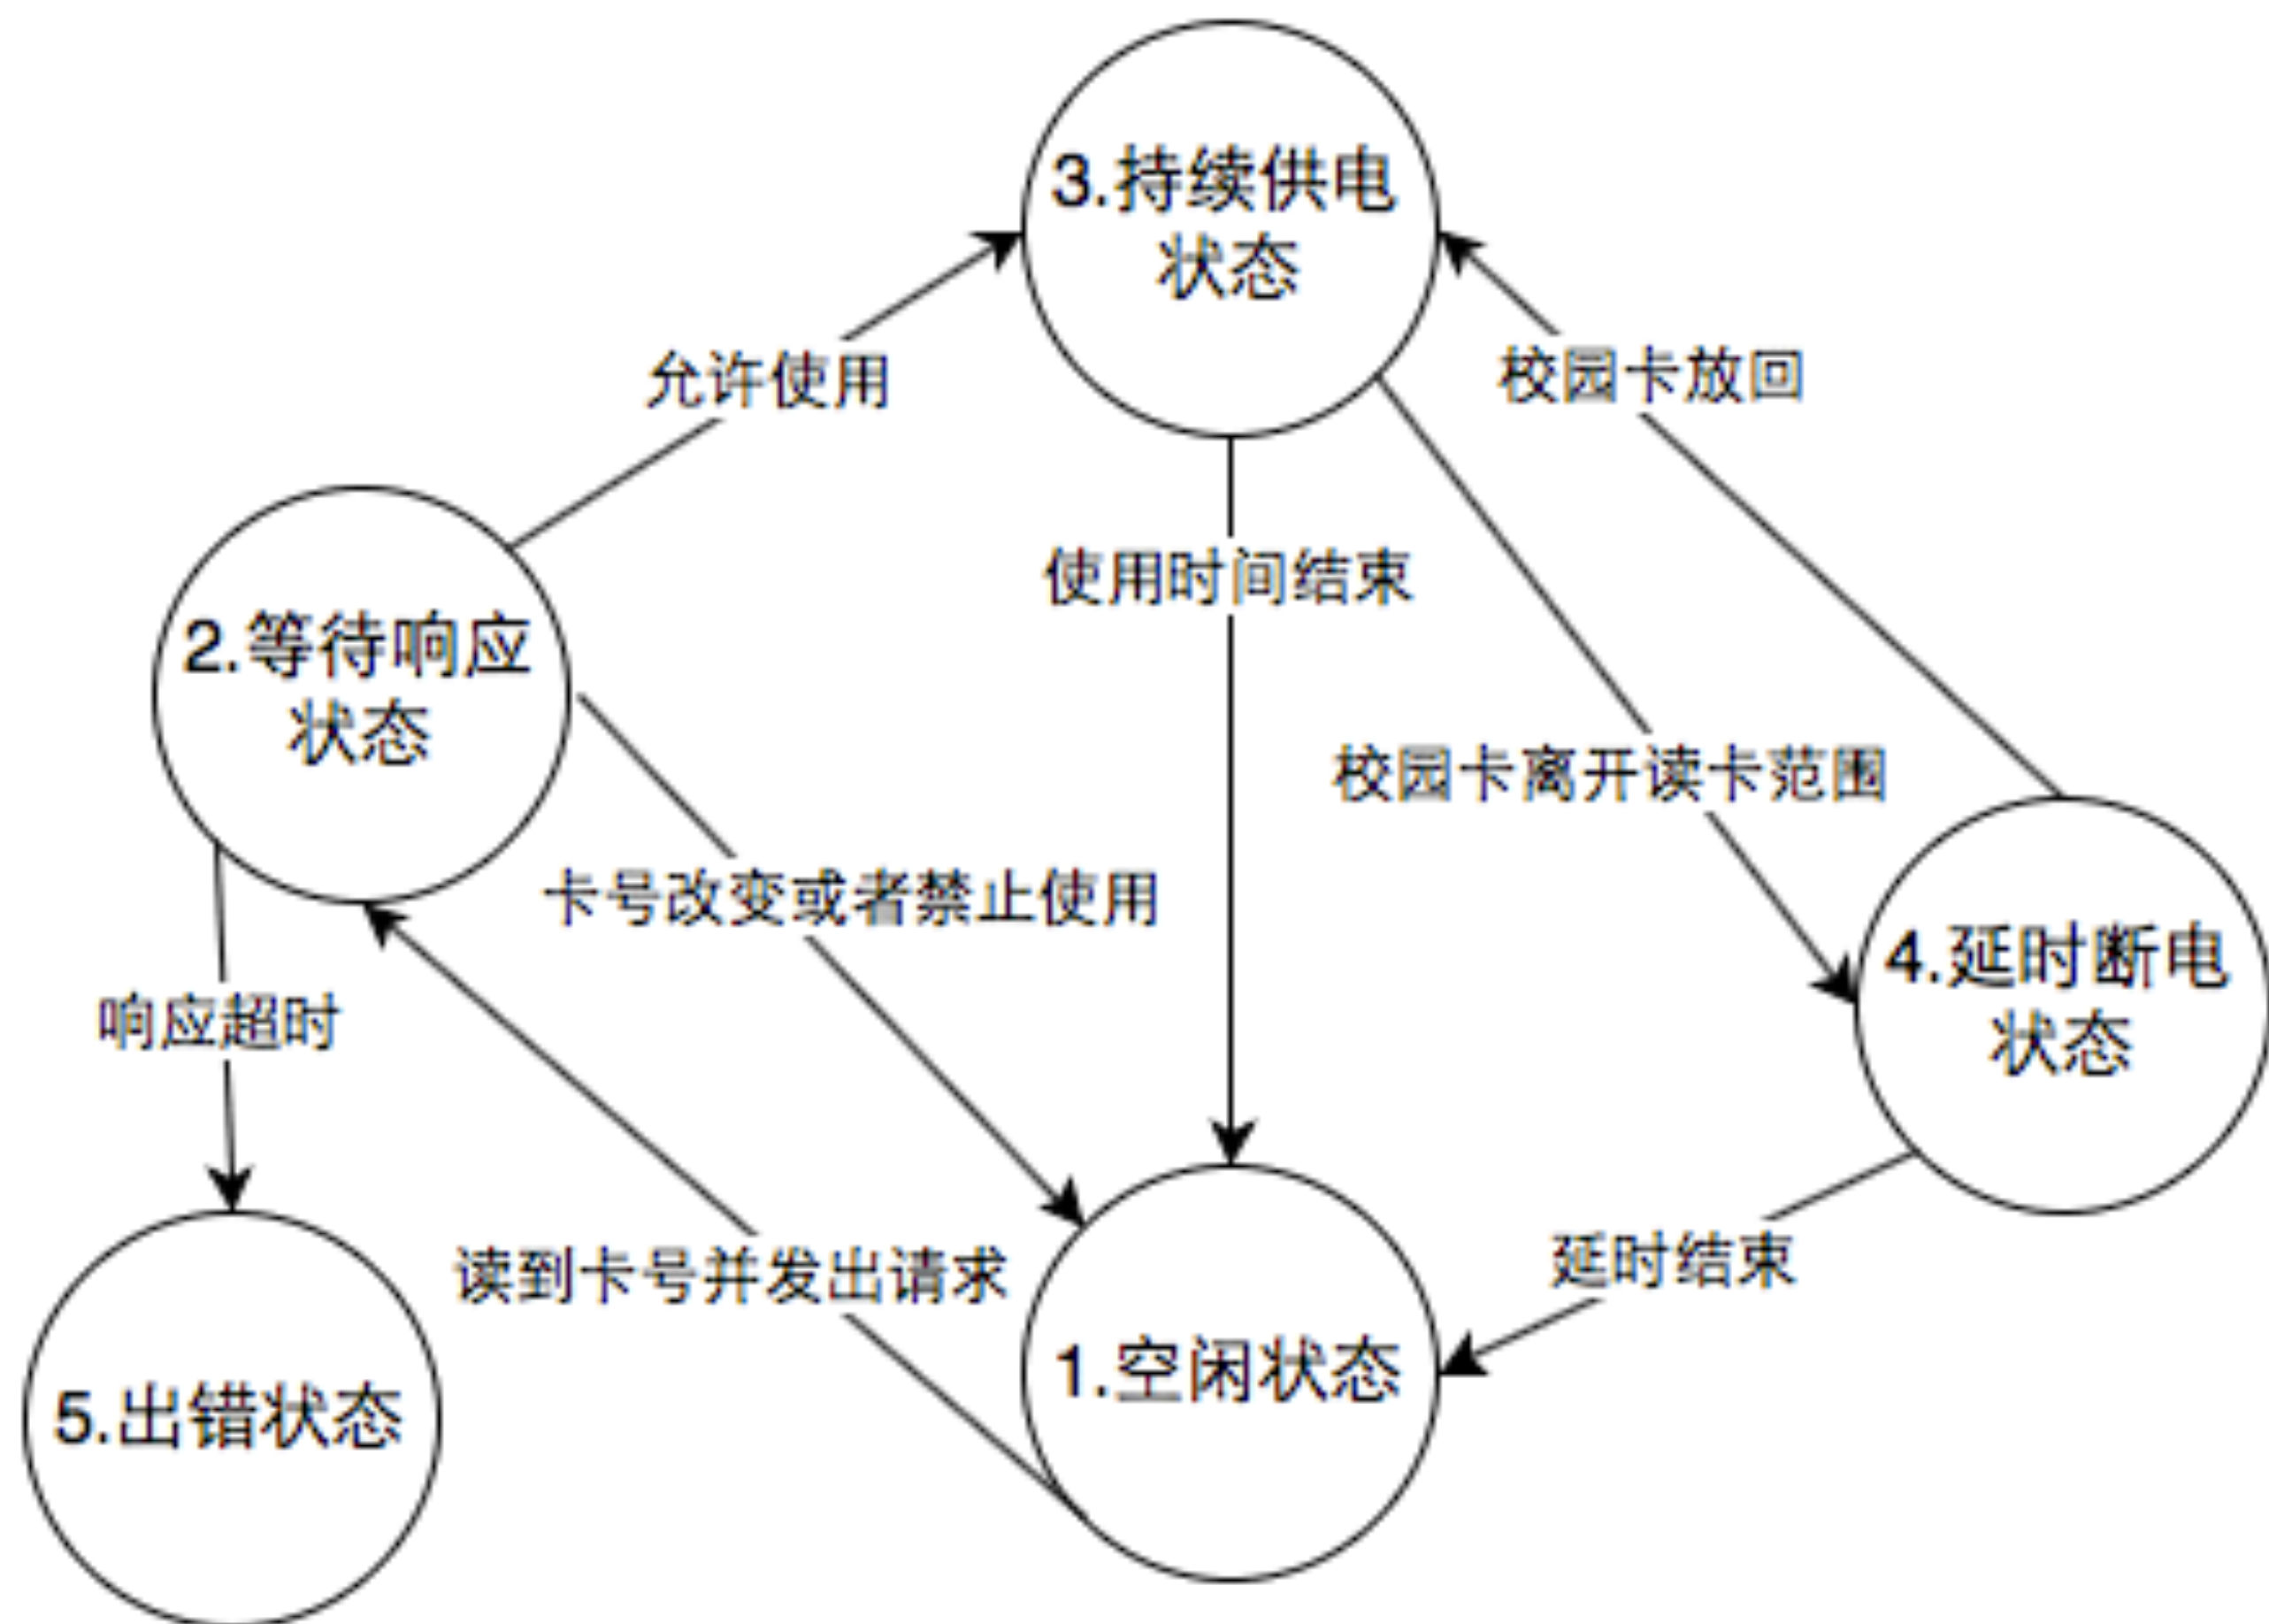 3.持续供电
状态
允许使用
校园卡放回
使用时间结束
2.等待响应
状态
校园卡离开读卡范围
卡号改变或者禁止使用
4.延时断电
状态
响应超时
读到卡号并发出请求
延时结束
1.空闲状态
5.出错状态